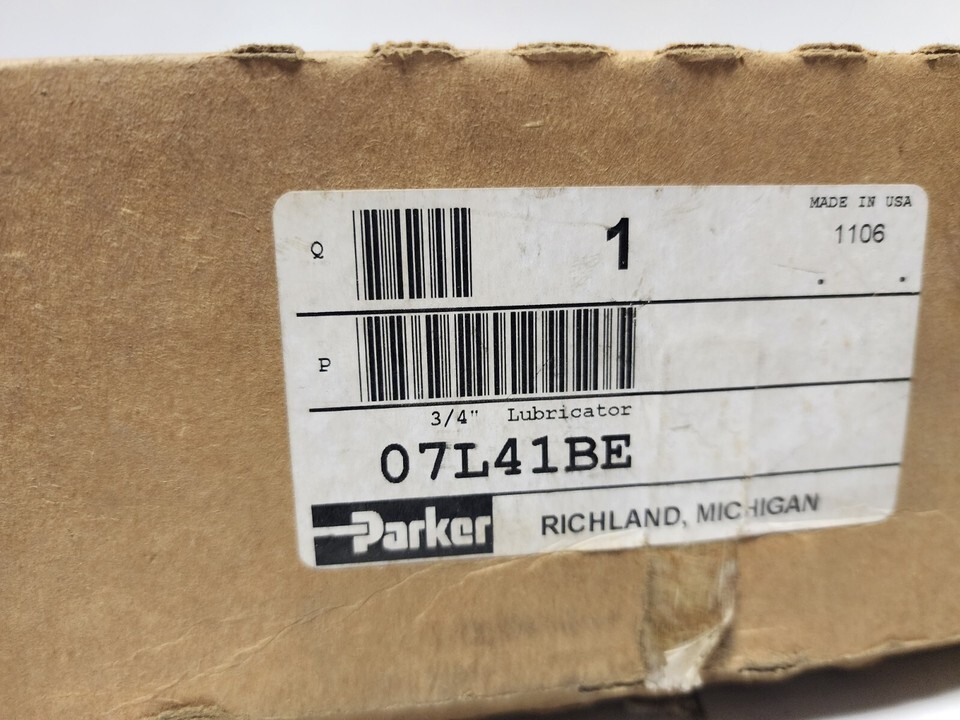 MADE IN USA
Q 1 1106
P
3/4" Lubricator
07L41BE
Parker RICHLAND, MICHIGAN